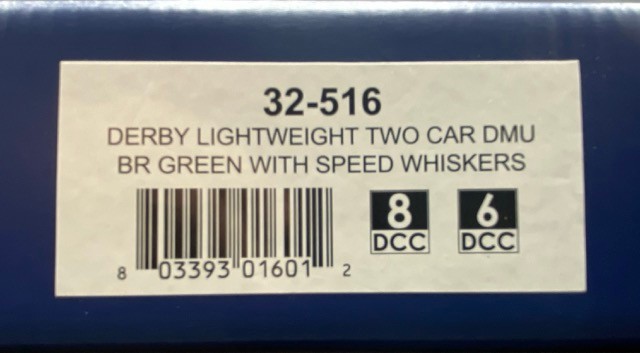 32-516
DERBY LIGHTWEIGHT TWO CAR DMU
BR GREEN WITH SPEED WHISKERS
8 DCC
6 DCC
8 03393 01601 2